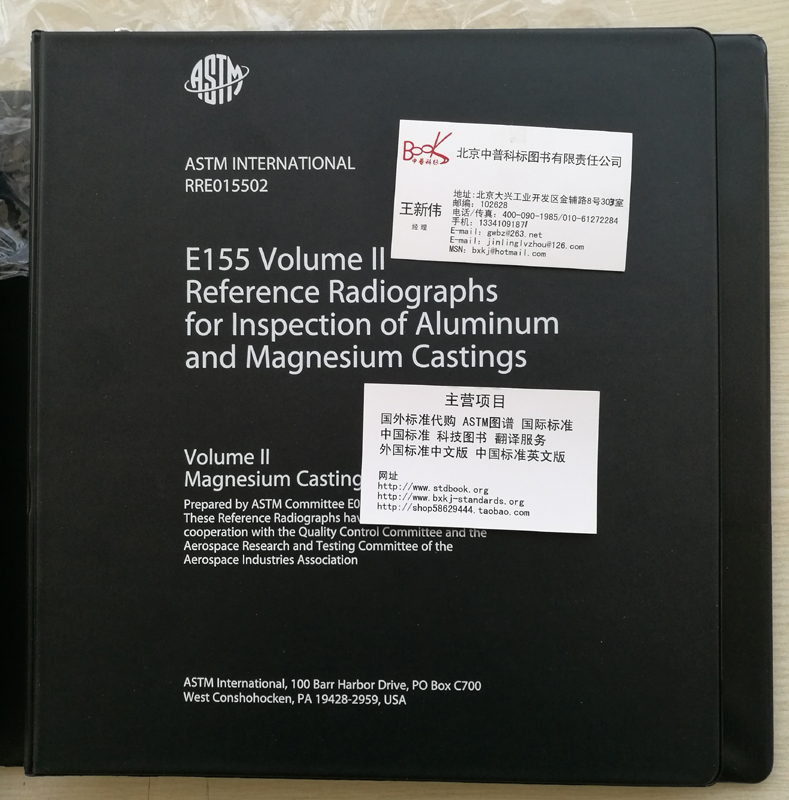 ASTM
ASTM INTERNATIONAL
RRE015502
Book
中普科标
北京中普科标图书有限责任公司
王新伟
经理
地址:北京大兴工业开发区金辅路8号303室
邮编: 102628
电话/传真: 400-090-1985/010-61272284
手机: 13341091871
E-mail: gwbz@263.net
E-mail: jinlinglvzhou@126.com
MSN: bxkj@hotmail.com
E155 Volume II
Reference Radiographs
for Inspection of Aluminum
and Magnesium Castings
主营项目
国外标准代购 ASTM图谱 国际标准
中国标准 科技图书 翻译服务
外国标准中文版 中国标准英文版
网址
http://www.stdbook.org
http://www.bxkj-standards.org
http://shop58629444.taobao.com
Volume II
Magnesium Casting
Prepared by ASTM Committee E0
These Reference Radiographs hav
cooperation with the Quality Control Committee and the
Aerospace Research and Testing Committee of the
Aerospace Industries Association
ASTM International, 100 Barr Harbor Drive, PO Box C700
West Conshohocken, PA 19428-2959, USA